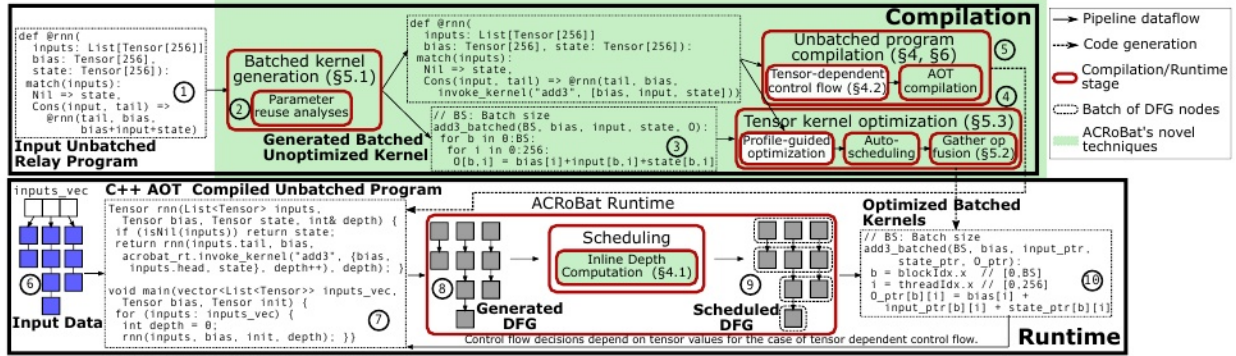 Compilation
def @rnn(
inputs: List[Tensor[256]]
bias: Tensor[256],
state: Tensor[256]):
match(inputs):
Nil => state,
Cons(input, tail) =>
@rnn(tail, bias,
bias+input+state)
1
Input Unbatched
Relay Program
Batched kernel
generation (§5.1)
2
Parameter
reuse analyses
Generated Batched
Unoptimized Kernel
def @rnn(
inputs: List[Tensor[256]]
bias: Tensor[256], state: Tensor[256]):
match(inputs):
Nil => state,
Cons(input, tail) => @rnn(tail, bias,
invoke_kernel("add3", [bias, input, state]))
// BS: Batch size
add3_batched(BS, bias, input, state, O):
for b in 0:BS:
for i in 0:256:
O[b,i] = bias[i]+input[b,i]+state[b,i]
3
Unbatched program
compilation (§4, §6)
5
Tensor-dependent
control flow (§4.2)
AOT
compilation
4
Tensor kernel optimization (§5.3)
Profile-guided
optimization
Auto-
scheduling
Gather op
fusion (§5.2)
Pipeline dataflow
Code generation
Compilation/Runtime
stage
Batch of DFG nodes
ACRoBat's novel
techniques
inputs_vec
6
Input Data
C++ AOT Compiled Unbatched Program
Tensor rnn(List<Tensor> inputs,
Tensor bias, Tensor state, int& depth) {
if (isNil(inputs)) return state;
return rnn(inputs.tail, bias,
acrobat_rt.invoke_kernel("add3", {bias,
inputs.head, state}, depth++), depth); }
void main(vector<List<Tensor>> inputs_vec,
Tensor bias, Tensor init) {
for (inputs: inputs_vec) {
int depth = 0;
rnn(inputs, bias, init, depth); }}
7
ACRoBat Runtime
8
Generated
DFG
Scheduling
Inline Depth
Computation (§4.1)
9
Scheduled
DFG
Optimized Batched
Kernels
// BS: Batch size
add3_batched(BS, bias, input_ptr,
state_ptr, O_ptr):
b = blockIdx.x // [0,BS]
i = threadIdx.x // [0,256]
O_ptr[b][i] = bias[i] +
input_ptr[b][i] + state_ptr[b][i]
10
Control flow decisions depend on tensor values for the case of tensor dependent control flow.
Runtime